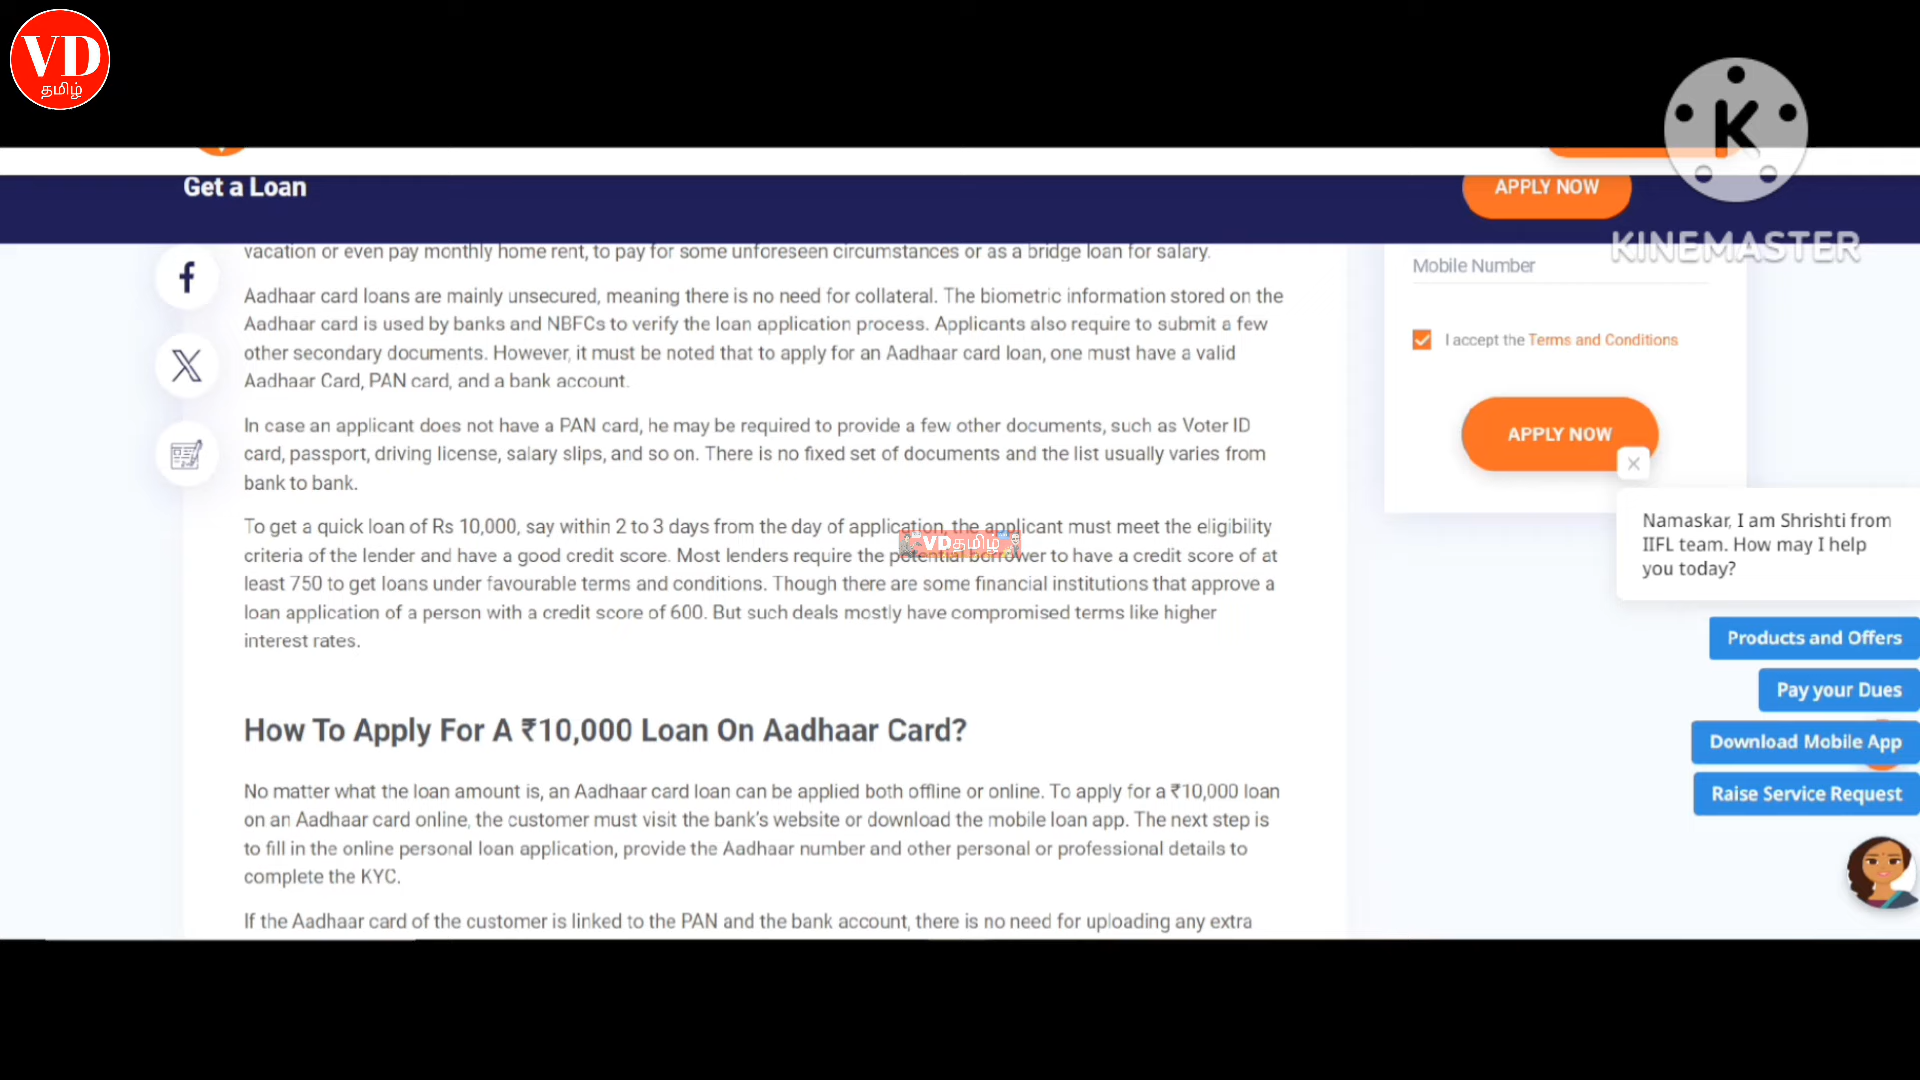 VD
தமிழ்
K
KINEMASTER
Get a Loan
APPLY NOW
vacation or even pay monthly home rent, to pay for some unforeseen circumstances or as a bridge loan for salary.
Aadhaar card loans are mainly unsecured, meaning there is no need for collateral. The biometric information stored on the
Aadhaar card is used by banks and NBFCs to verify the loan application process. Applicants also require to submit a few
other secondary documents. However, it must be noted that to apply for an Aadhaar card loan, one must have a valid
Aadhaar Card, PAN card, and a bank account.
In case an applicant does not have a PAN card, he may be required to provide a few other documents, such as Voter ID
card, passport, driving license, salary slips, and so on. There is no fixed set of documents and the list usually varies from
bank to bank.
To get a quick loan of Rs 10,000, say within 2 to 3 days from the day of application, the applicant must meet the eligibility
criteria of the lender and have a good credit score. Most lenders require the potential borrower to have a credit score of at
least 750 to get loans under favourable terms and conditions. Though there are some financial institutions that approve a
loan application of a person with a credit score of 600. But such deals mostly have compromised terms like higher
interest rates.
VDதமிழ்
How To Apply For A ₹10,000 Loan On Aadhaar Card?
No matter what the loan amount is, an Aadhaar card loan can be applied both offline or online. To apply for a ₹10,000 loan
on an Aadhaar card online, the customer must visit the bank's website or download the mobile loan app. The next step is
to fill in the online personal loan application, provide the Aadhaar number and other personal or professional details to
complete the KYC.
If the Aadhaar card of the customer is linked to the PAN and the bank account, there is no need for uploading any extra
Mobile Number
I accept the Terms and Conditions
APPLY NOW
Namaskar, I am Shrishti from
IIFL team. How may I help
you today?
Products and Offers
Pay your Dues
Download Mobile App
Raise Service Request